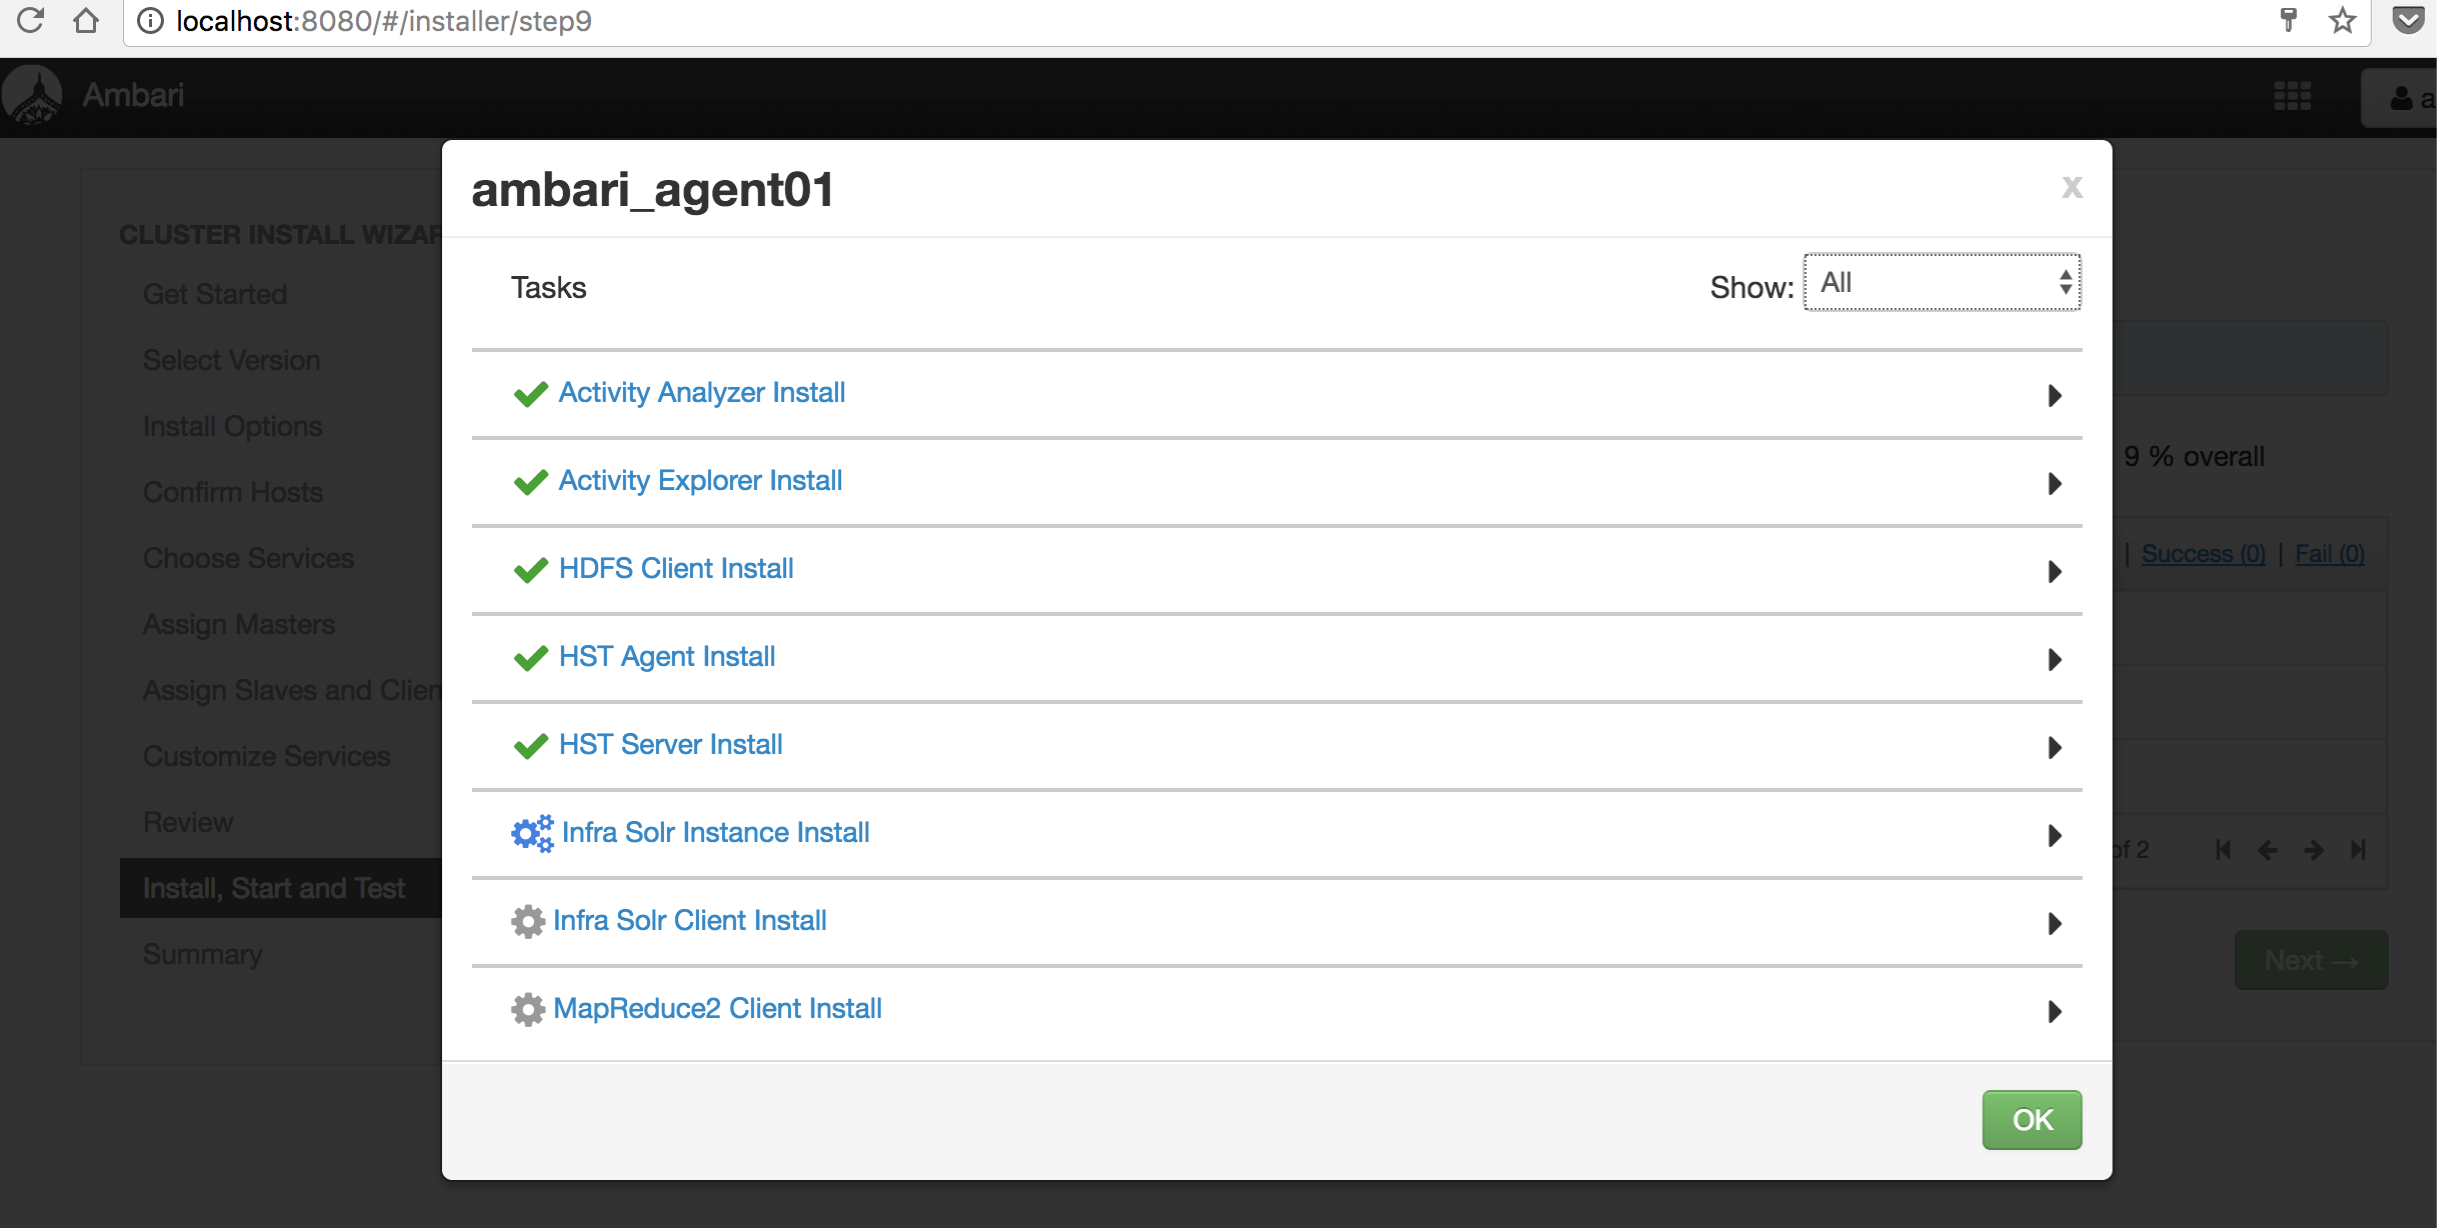 localhost:8080/#/installer/step9
Ambari
a
ambari_agent01
x
CLUSTER INSTALL WIZAR
Get Started
Select Version
Install Options
Confirm Hosts
Choose Services
Assign Masters
Assign Slaves and Clien
Customize Services
Review
Install, Start and Test
Summary
Tasks
Show: All
Activity Analyzer Install
Activity Explorer Install
HDFS Client Install
HST Agent Install
HST Server Install
Infra Solr Instance Install
Infra Solr Client Install
MapReduce2 Client Install
OK
9 % overall
| Success (0) | Fail (0)
of 2
Next →